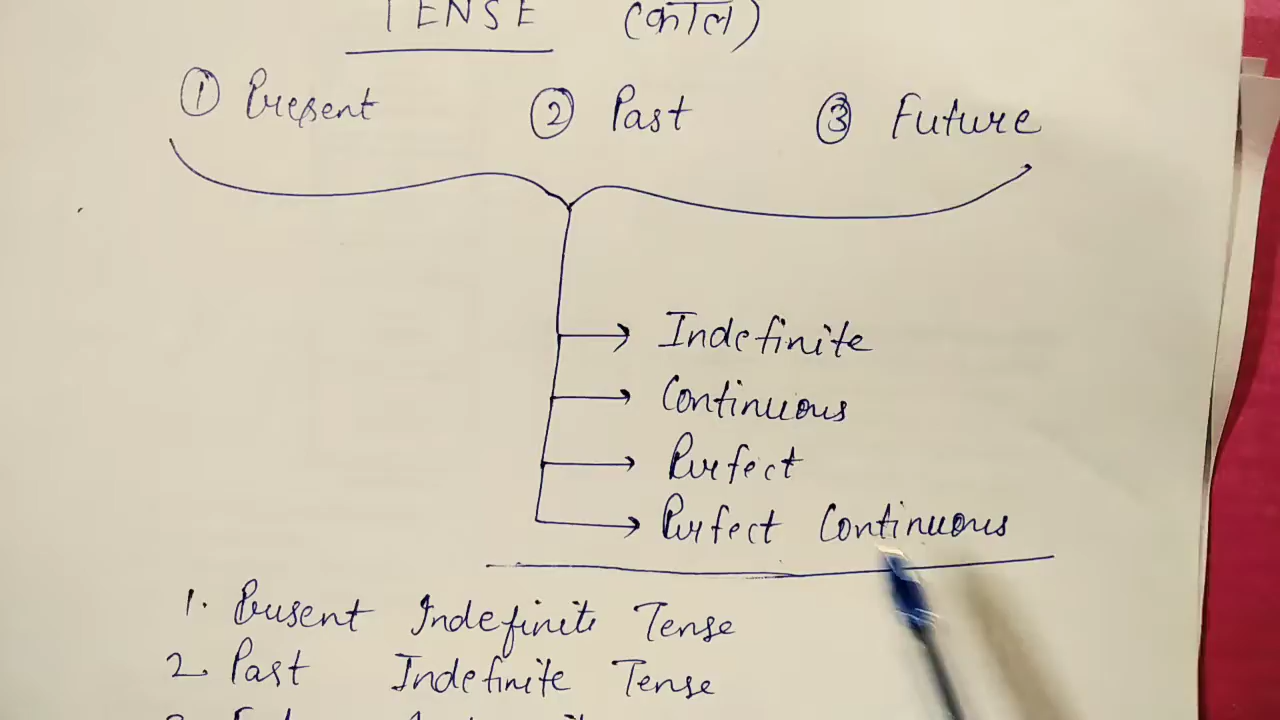 TENSE (काल)
① Present ② Past ③ Future
Indefinite
Continuous
Perfect
Perfect Continuous
1. Present Indefinite Tense
2. Past Indefinite Tense